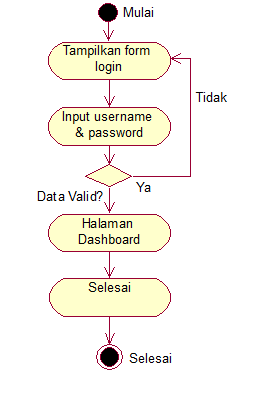 Mulai
Tampilkan form
login
Tidak
Input username
& password
Ya
Data Valid?
Halaman
Dashboard
Selesai
Selesai